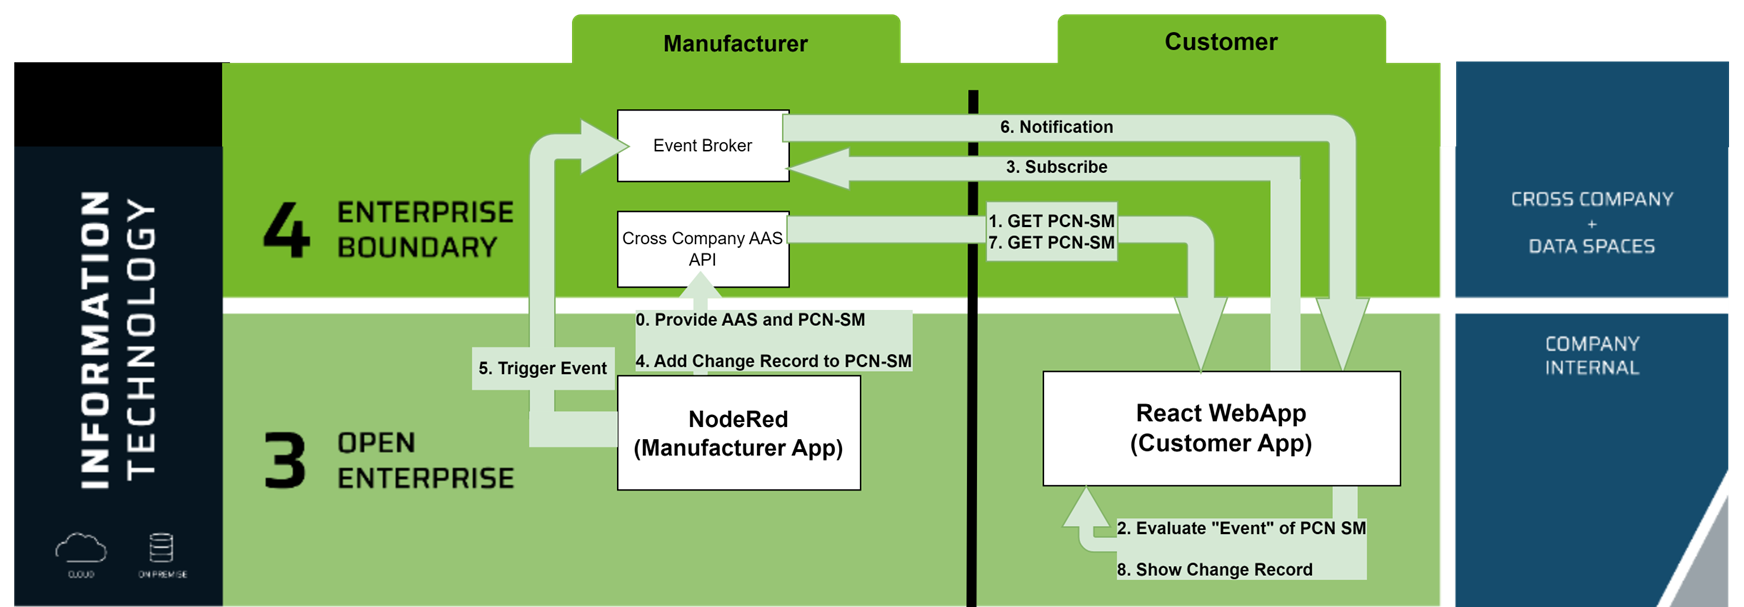 Manufacturer
Customer
INFORMATION
TECHNOLOGY
CLOUD
ON PREMISE
4
ENTERPRISE
BOUNDARY
Event Broker
6. Notification
3. Subscribe
Cross Company AAS
API
1. GET PCN-SM
7. GET PCN-SM
CROSS COMPANY
+
DATA SPACES
0. Provide AAS and PCN-SM
4. Add Change Record to PCN-SM
5. Trigger Event
3
OPEN
ENTERPRISE
NodeRed
(Manufacturer App)
React WebApp
(Customer App)
2. Evaluate "Event" of PCN SM
8. Show Change Record
COMPANY
INTERNAL